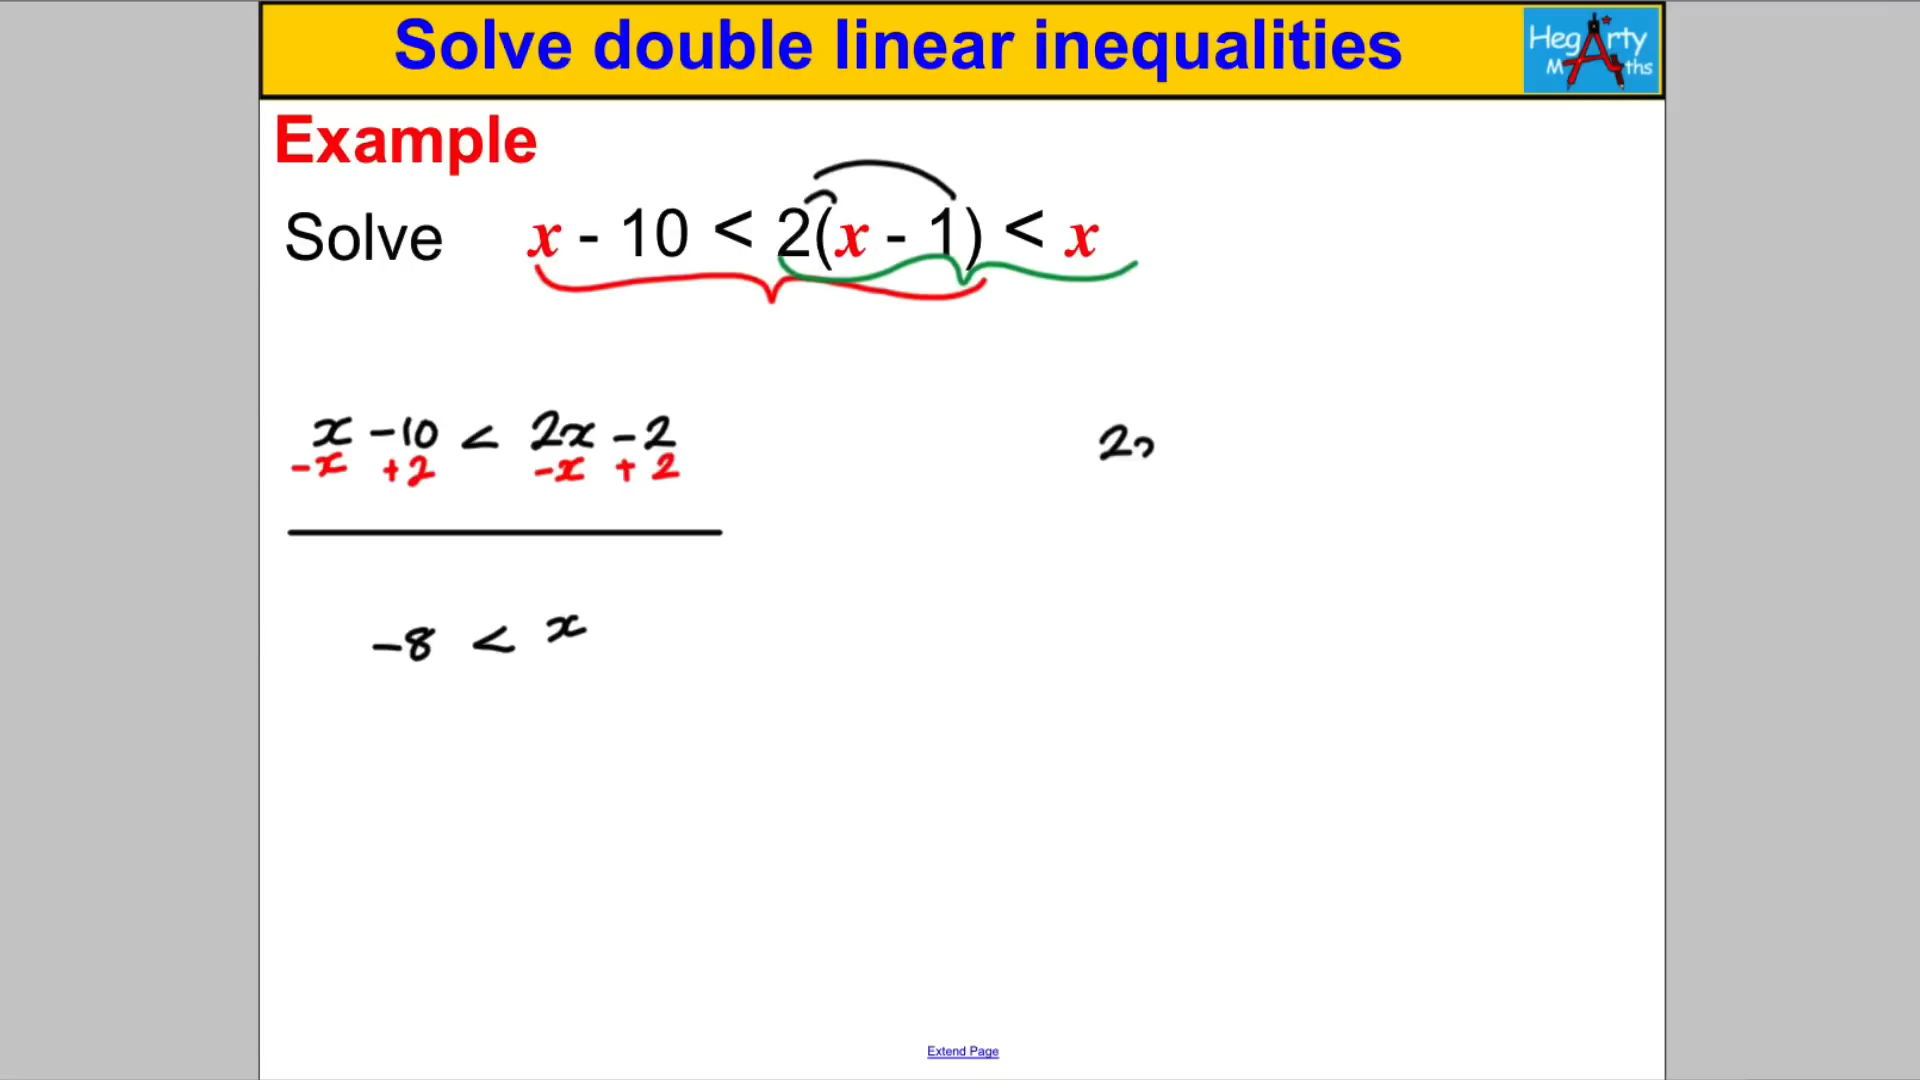 Solve double linear inequalities
Hegarty
Maths
Example
Solve x - 10 < 2(x - 1) < x
x - 10 < 2x - 2
-x +2 -x +2
2
-8 < x
Extend Page